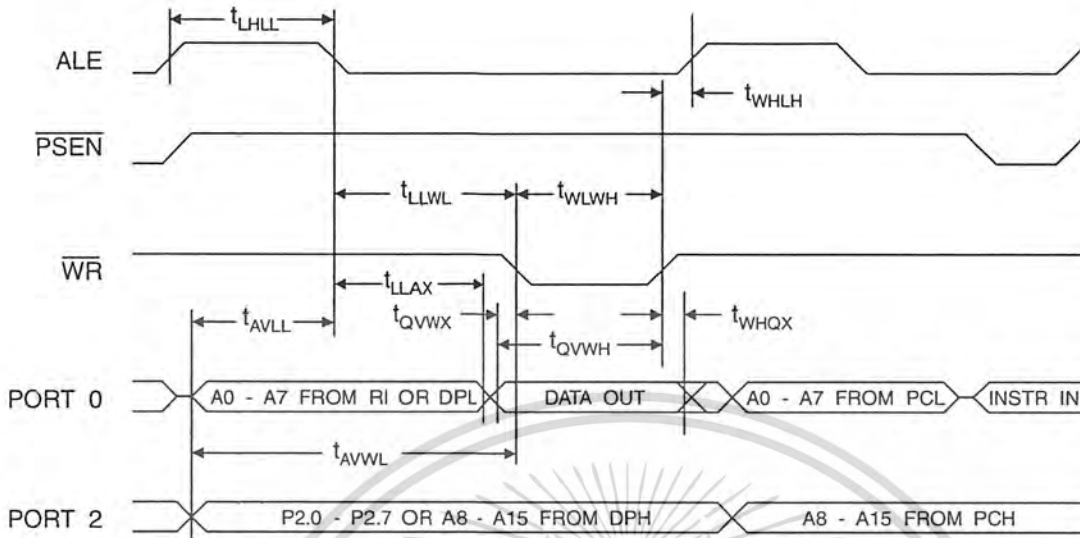 tLHLL
ALE
tWHLH
PSEN
tLLWL
tWLWH
WR
tLLAX
tAVLL
tQVWX
tWHQX
tQVWH
PORT 0
A0 - A7 FROM RI OR DPL
DATA OUT
A0 - A7 FROM PCL
INSTR IN
tAVWL
PORT 2
P2.0 - P2.7 OR A8 - A15 FROM DPH
A8 - A15 FROM PCH